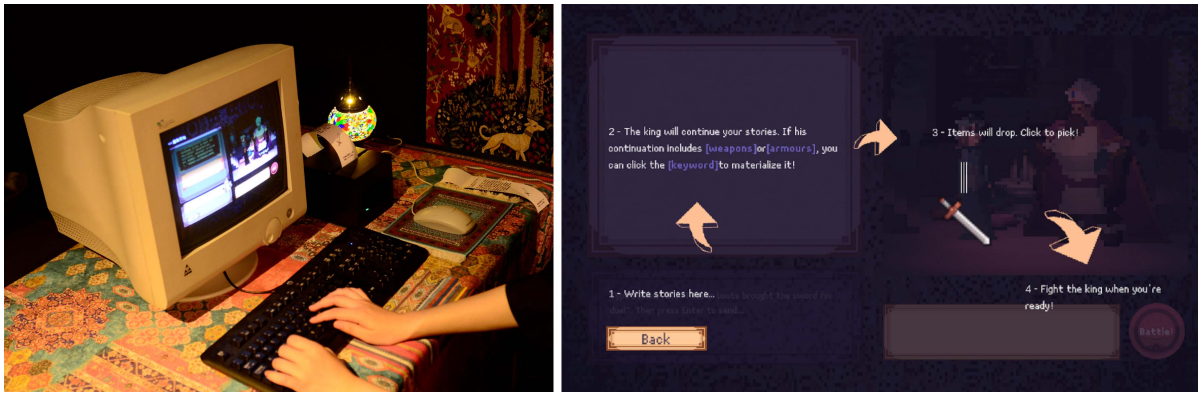 2 - The king will continue your stories. If his
continuation includes [weapons]or[armours], you
can click the [keyword]to materialize it!
3 - Items will drop. Click to pick!
1 - Write stories here...
Back
4 - Fight the king when you're
ready!
Battle!